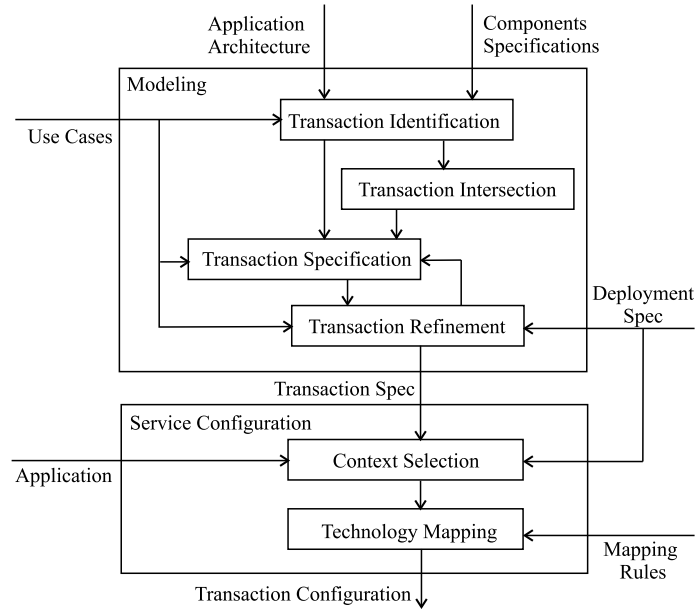 Application
Architecture
Components
Specifications
Modeling
Transaction Identification
Use Cases
Transaction Intersection
Transaction Specification
Deployment
Spec
Transaction Refinement
Transaction Spec
Service Configuration
Context Selection
Application
Technology Mapping
Mapping
Rules
Transaction Configuration